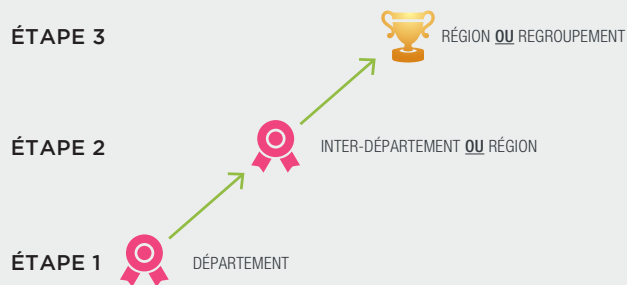 ÉTAPE 3 RÉGION OU REGROUPEMENT
ÉTAPE 2 INTER-DÉPARTEMENT OU RÉGION
ÉTAPE 1 DÉPARTEMENT